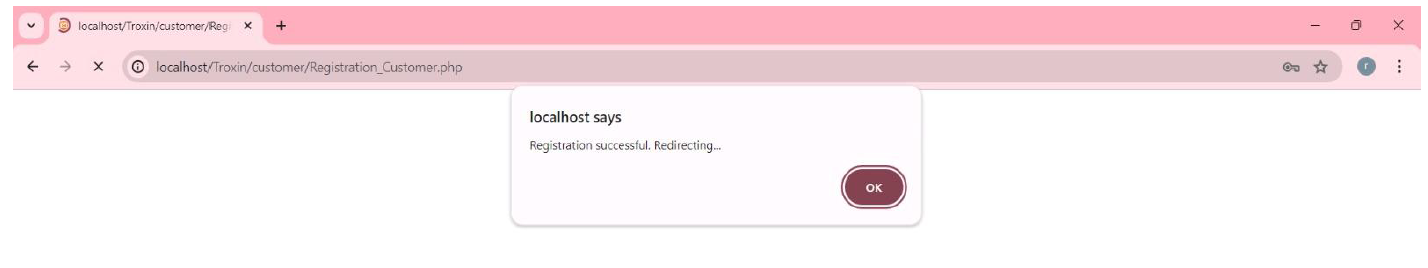 localhost/Troxin/customer/Reg
localhost/Troxin/customer/Registration_Customer.php
r
localhost says
Registration successful. Redirecting...
OK